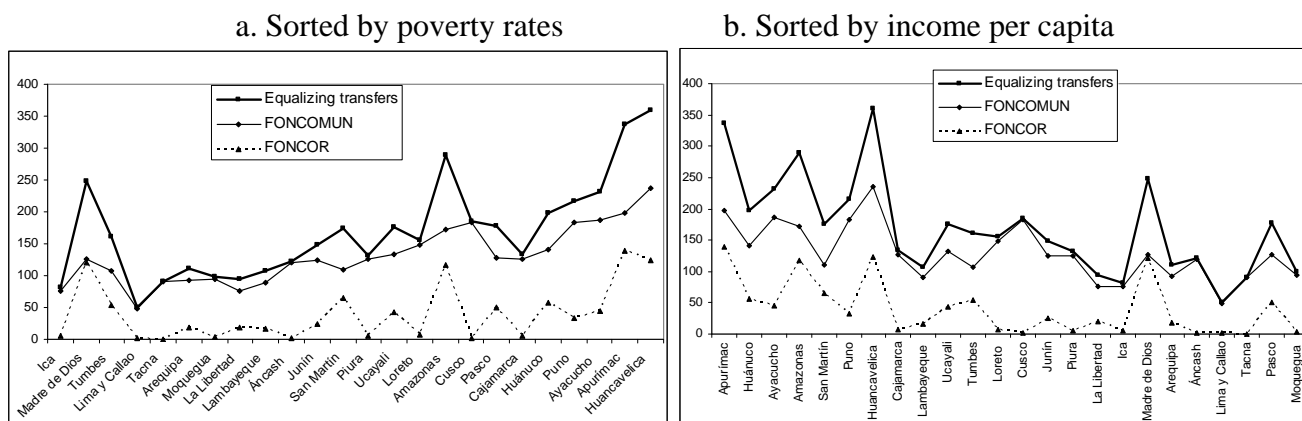 a. Sorted by poverty rates
400
350
300
250
200
150
100
50
0
Equalizing transfers
FONCOMUN
FONCOR
Ica
Madre de Dios
Tumbes
Lima y Callao
Tacna
Arequipa
Moquegua
La Libertad
Lambayeque
Áncash
Junín
San Martín
Piura
Ucayali
Loreto
Amazonas
Cusco
Pasco
Cajamarca
Huánuco
Puno
Ayacucho
Apurimac
Huancavelica
b. Sorted by income per capita
400
350
300
250
200
150
100
50
0
Equalizing transfers
FONCOMUN
FONCOR
Apurimac
Huánuco
Ayacucho
Amazonas
San Martín
Puno
Huancavelica
Cajamarca
Lambayeque
Ucayali
Tumbes
Loreto
Cusco
Junín
Piura
La Libertad
Ica
Madre de Dios
Arequipa
Áncash
Lima y Callao
Tacna
Pasco
Moquegua